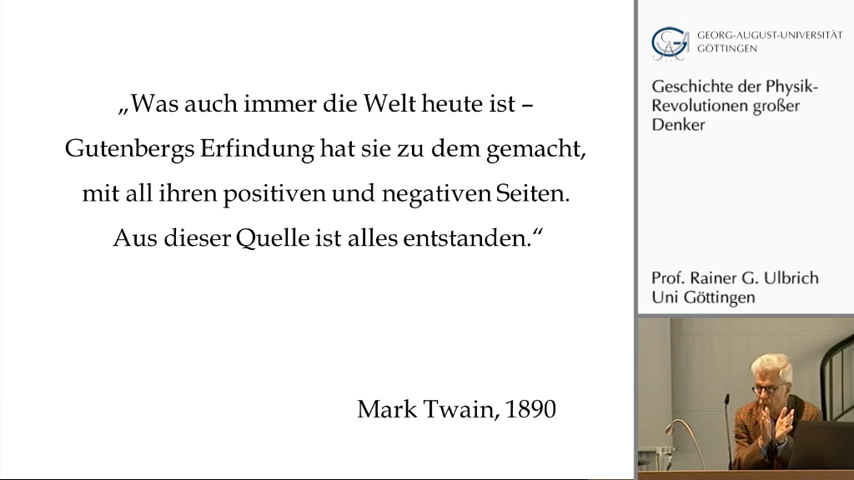 „Was auch immer die Welt heute ist –
Gutenbergs Erfindung hat sie zu dem gemacht,
mit all ihren positiven und negativen Seiten.
Aus dieser Quelle ist alles entstanden.“
Mark Twain, 1890
GEORG-AUGUST-UNIVERSITÄT
GÖTTINGEN
Geschichte der Physik-
Revolutionen großer
Denker
Prof. Rainer G. Ulbrich
Uni Göttingen